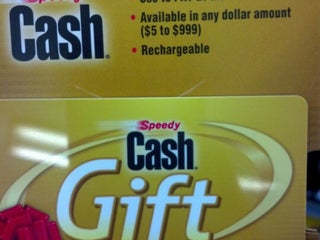 Speedy
Cash.
• Available in any dollar amount
($5 to $999)
• Rechargeable
Speedy
Cash.
Gift